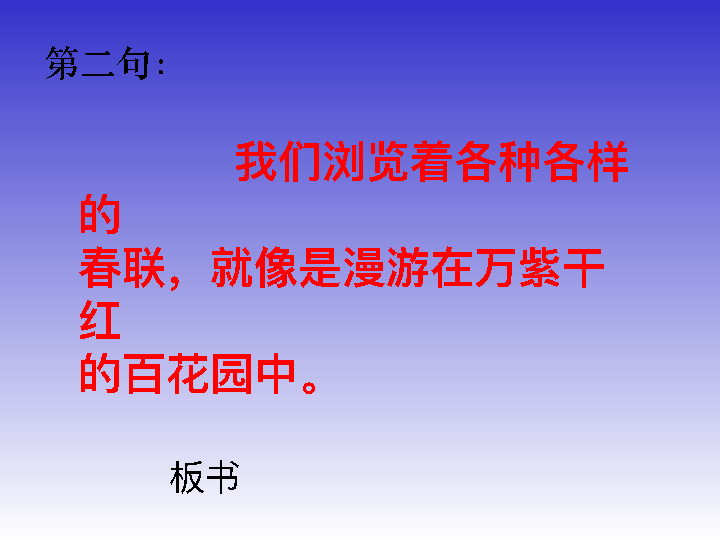 第二句：
我们浏览着各种各样
的
春联，就像是漫游在万紫干
红
的百花园中。
板书